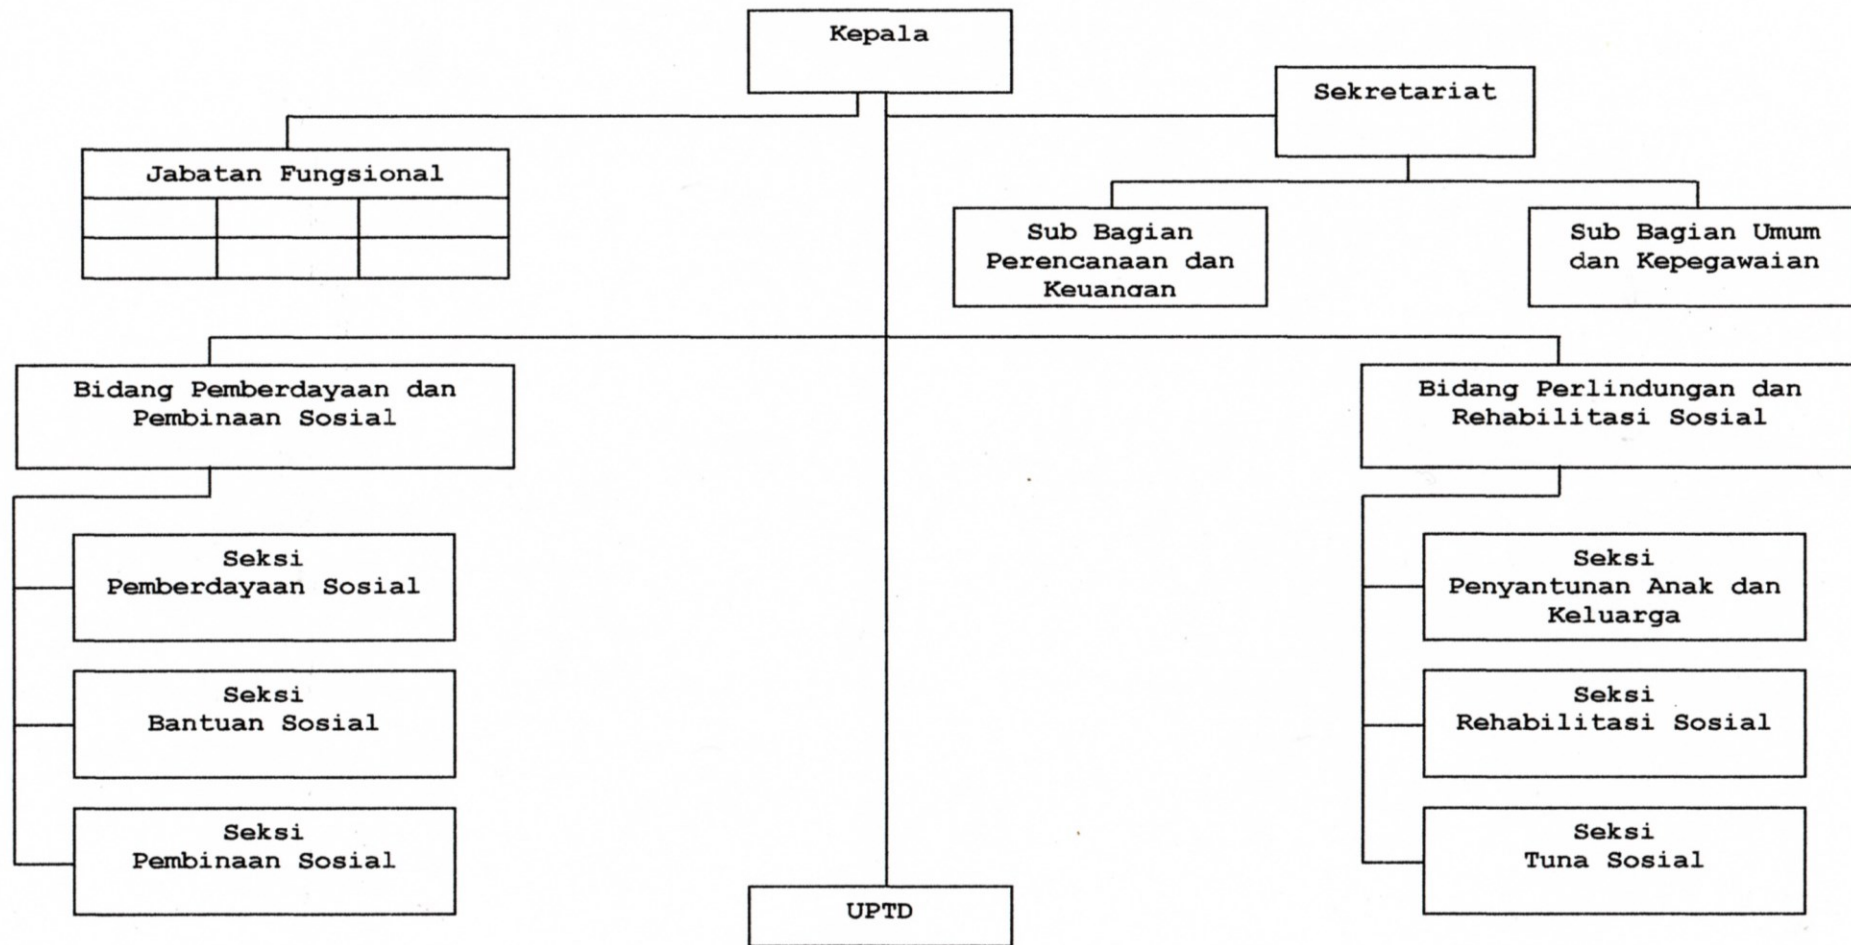 Kepala
Sekretariat
Jabatan Fungsional
Sub Bagian
Perencanaan dan
Keuangan
Sub Bagian Umum
dan Kepegawaian
Bidang Pemberdayaan dan
Pembinaan Sosial
Bidang Perlindungan dan
Rehabilitasi Sosial
Seksi
Pemberdayaan Sosial
Seksi
Bantuan Sosial
Seksi
Pembinaan Sosial
Seksi
Penyantunan Anak dan
Keluarga
Seksi
Rehabilitasi Sosial
Seksi
Tuna Sosial
UPTD